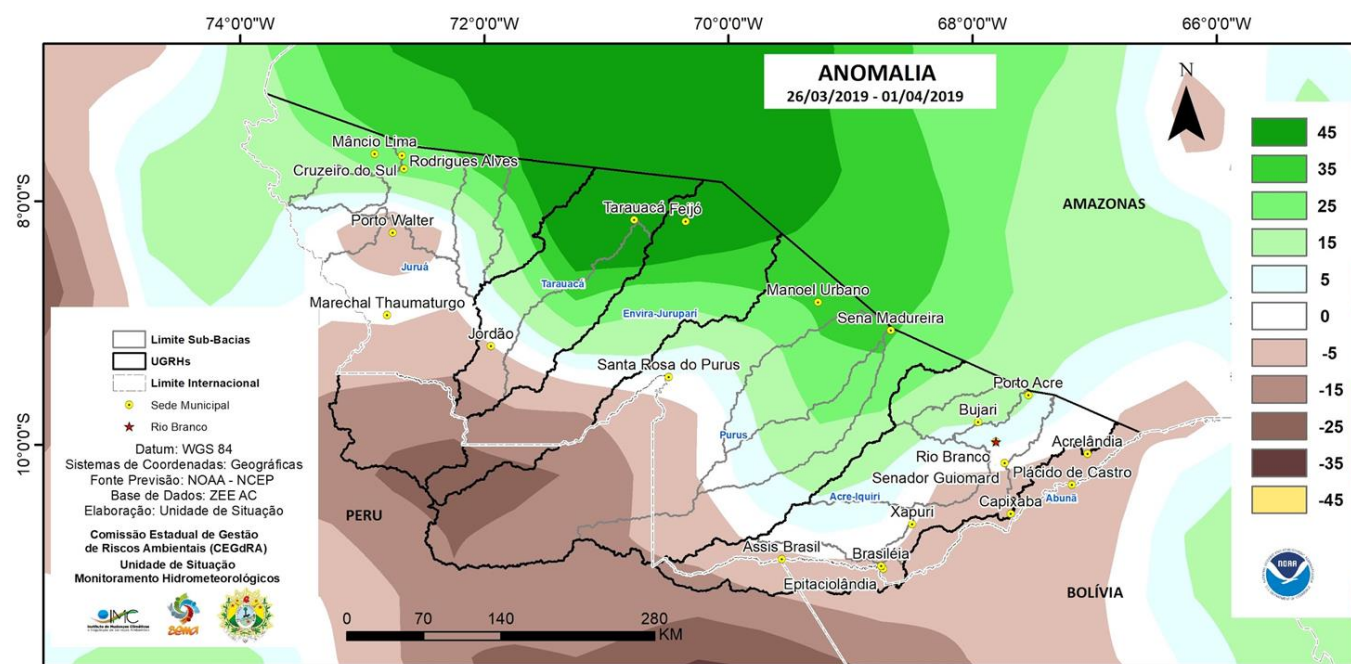 74°0'0"W
72°0'0"W
70°0'0"W
68°0'0"W
66°0'0"W
8°0'0"S
10°0'0"S
ANOMALIA
26/03/2019 - 01/04/2019
N
Mâncio Lima
Rodrigues Alves
Cruzeiro do Sul
Porto Walter
Juruá
Marechal Thaumaturgo
Jordão
Tarauacá
Feijó
Tarauacá
Envira-Jurupari
Manoel Urbano
Sena Madureira
Santa Rosa do Purus
Purus
Porto Acre
Bujari
Rio Branco
Acrelândia
Senador Guiomard
Plácido de Castro
Abunã
Capixaba
Acre-Iquiri
Xapuri
Assis Brasil
Brasiléia
Epitaciolândia
AMAZONAS
PERU
BOLÍVIA
45
35
25
15
5
0
-5
-15
-25
-35
-45
NOAA
Limite Sub-Bacias
UGRHs
Limite Internacional
Sede Municipal
Rio Branco
Datum: WGS 84
Sistemas de Coordenadas: Geográficas
Fonte Previsão: NOAA - NCEP
Base de Dados: ZEE AC
Elaboração: Unidade de Situação
Comissão Estadual de Gestão
de Riscos Ambientais (CEGdRA)
Unidade de Situação
Monitoramento Hidrometeorológicos
IMC
sema
0 70 140 280
KM